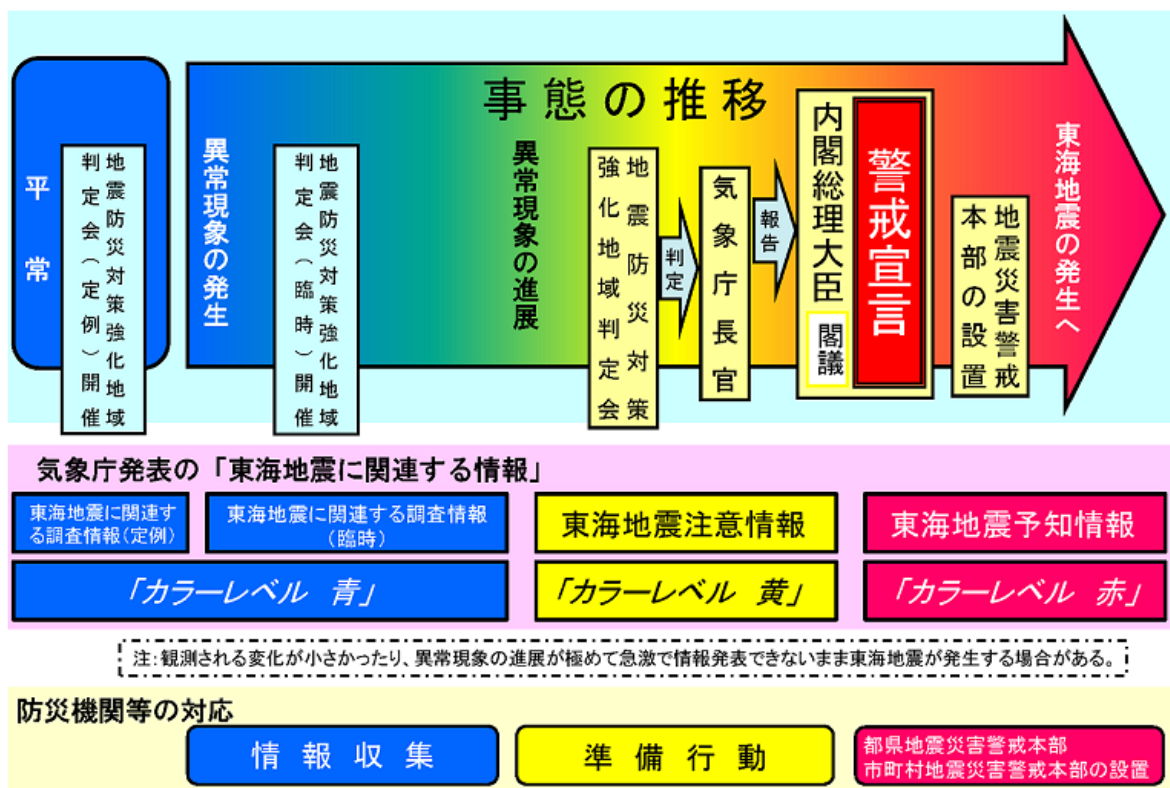 事態の推移
平常
地震防災対策強化地域
判定会（定例）開催
異常現象の発生
地震防災対策強化地域
判定会（臨時）開催
異常現象の進展
地震防災対策
強化地域判定会
判定
気象庁長官
報告
内閣総理大臣
閣議
警戒宣言
地震災害警戒
本部の設置
東海地震の発生へ
気象庁発表の「東海地震に関連する情報」
東海地震に関連す
る調査情報（定例）
東海地震に関連する調査情報
（臨時）
東海地震注意情報
東海地震予知情報
「カラーレベル 青」
「カラーレベル 黄」
「カラーレベル 赤」
注：観測される変化が小さかったり、異常現象の進展が極めて急激で情報発表できないまま東海地震が発生する場合がある。
防災機関等の対応
情報収集
準備行動
都県地震災害警戒本部
市町村地震災害警戒本部の設置